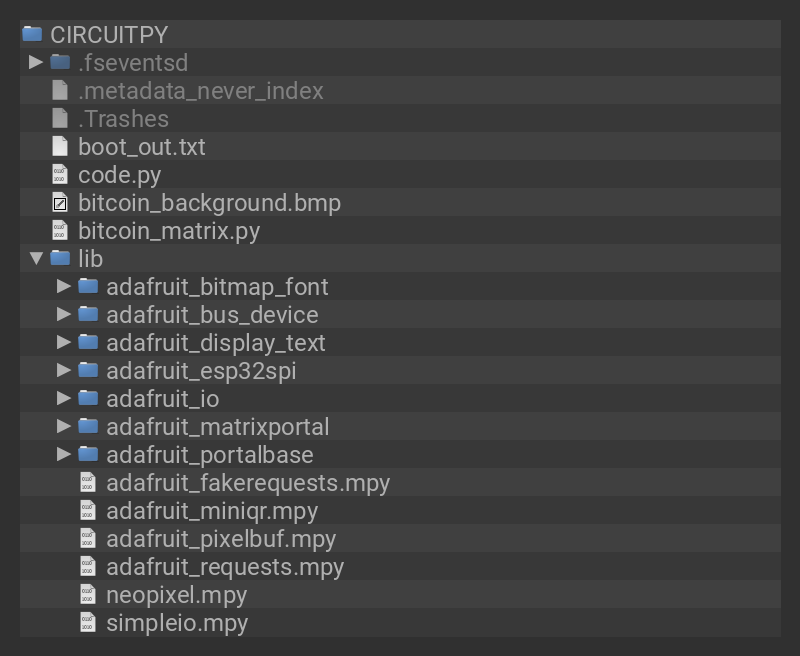 CIRCUITPY
.fseventsd
.metadata_never_index
.Trashes
boot_out.txt
code.py
bitcoin_background.bmp
bitcoin_matrix.py
lib
adafruit_bitmap_font
adafruit_bus_device
adafruit_display_text
adafruit_esp32spi
adafruit_io
adafruit_matrixportal
adafruit_portalbase
adafruit_fakerequests.mpy
adafruit_miniqr.mpy
adafruit_pixelbuf.mpy
adafruit_requests.mpy
neopixel.mpy
simpleio.mpy